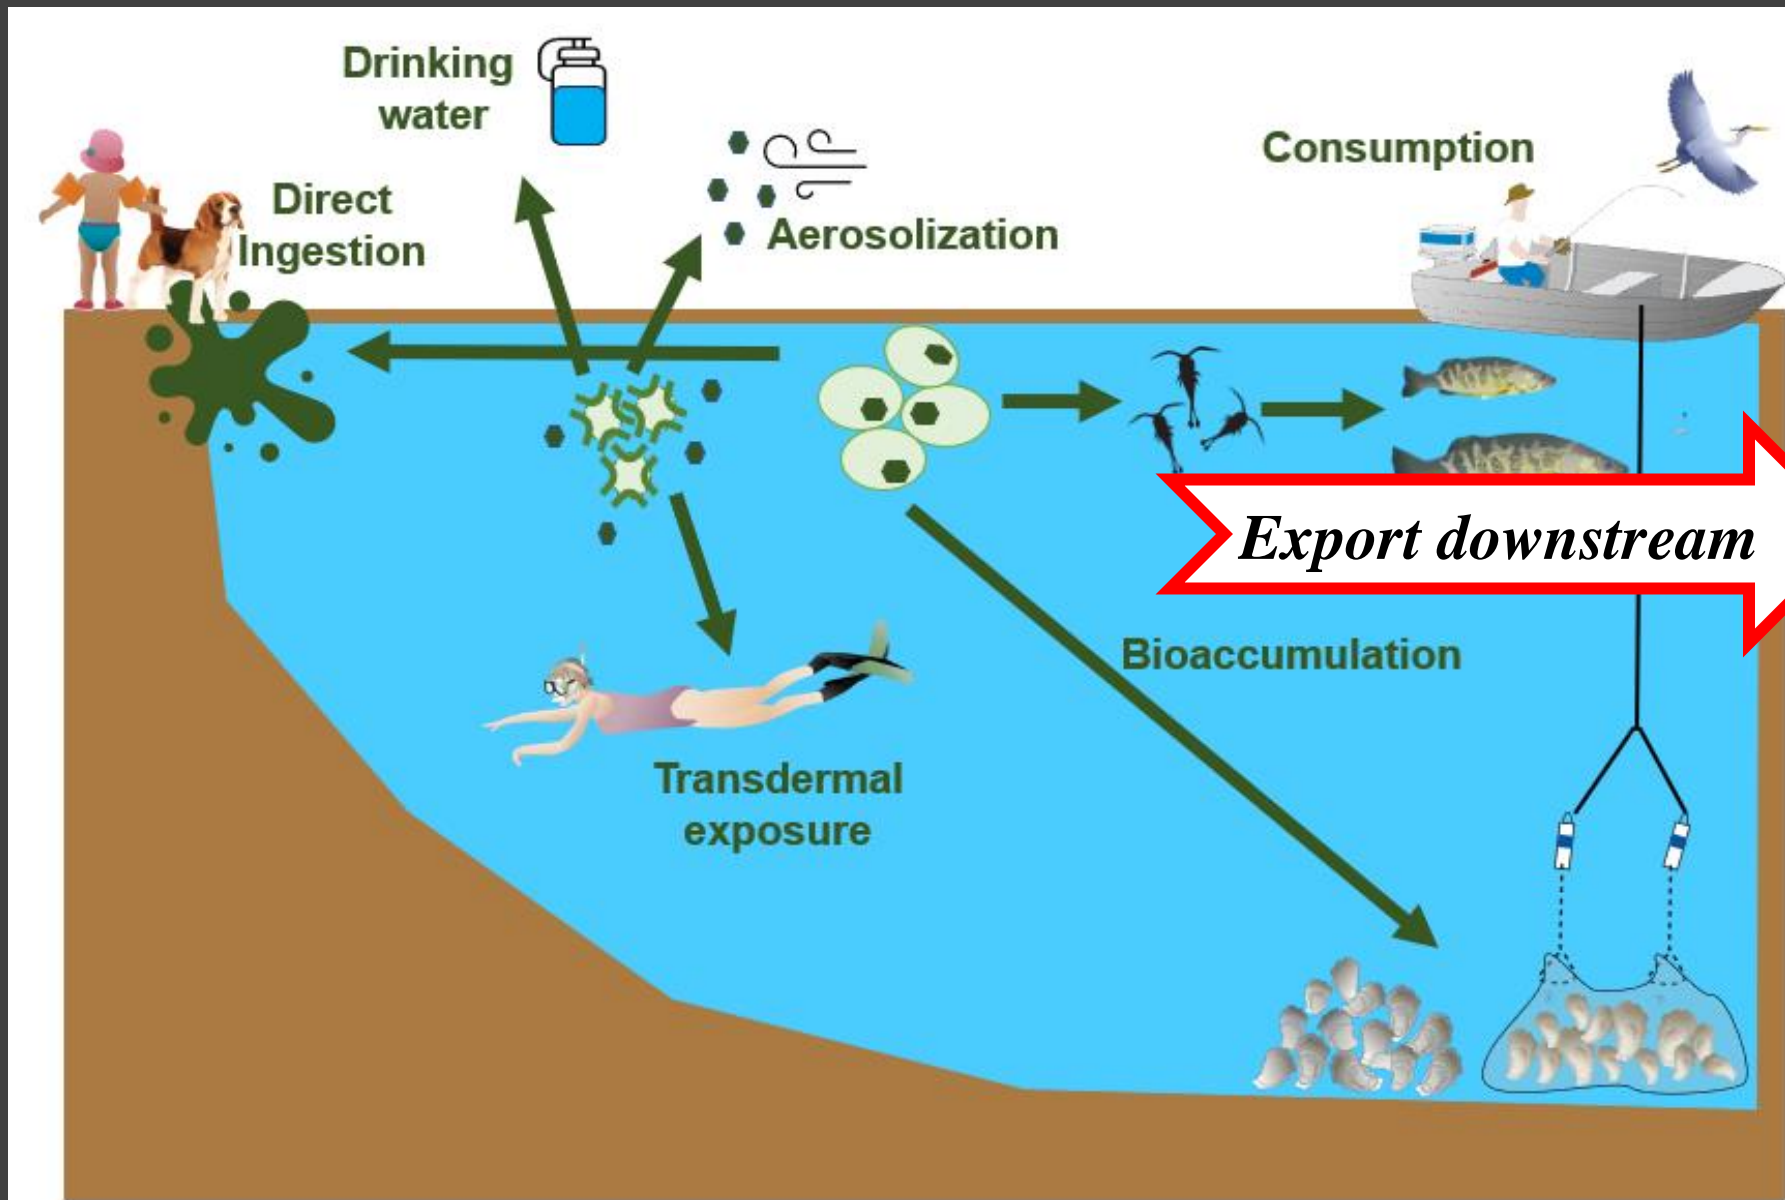 Drinking
water
Direct
Ingestion
Aerosolization
Consumption
Export downstream
Bioaccumulation
Transdermal
exposure